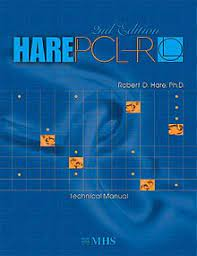 2nd Edition
HARE PCL-R
Robert D. Hare, Ph.D.
Technical Manual
MHS